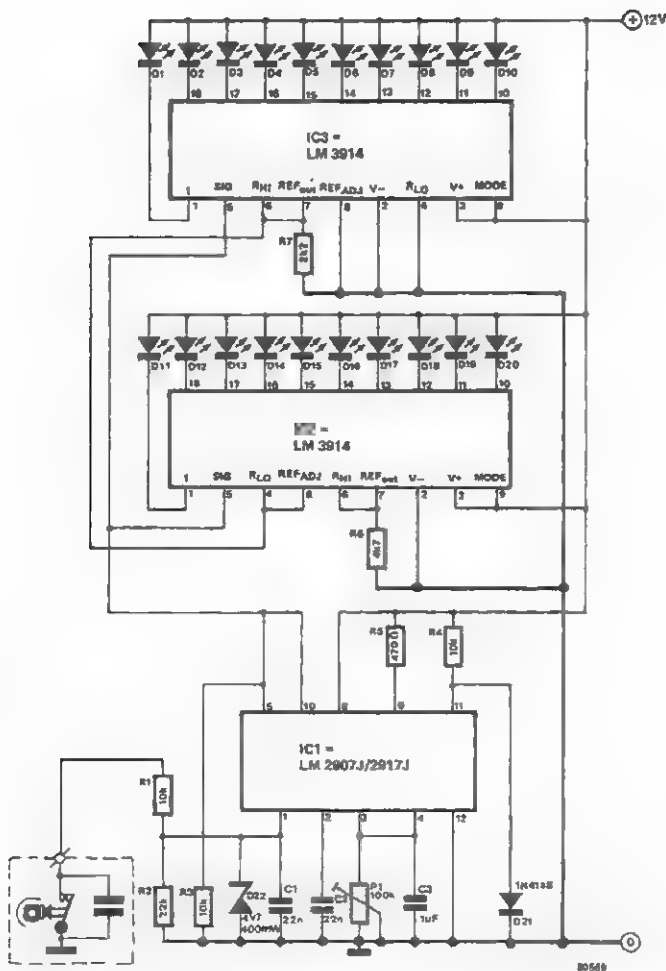 + 12V
D1 D2 D3 D4 D5 D6 D7 D8 D9 D10
18 17 16 15 14 13 12 11 10
IC3 =
LM 3914
1 SIG RHI REFout REFADJ V− RLO V+ MODE
1 5 6 7 8 2 4 3 9
R7
D11 D12 D13 D14 D15 D16 D17 D18 D19 D20
18 17 16 15 14 13 12 11 10
=
LM 3914
1 SIG RLO REFADJ RHI REFout V− V+ MODE
1 5 4 8 6 7 2 3 9
R6
4k7
R5
470Ω
R4
10k
5 10 8 9 11
IC1 =
LM 2907J/2917J
1 2 3 4 12
R1
10k
R2
22k
R3
10k
D22
4V7
400mW
C1
22n
22n
P1
100k
C3
1µF
1N4148
D21
0
80569